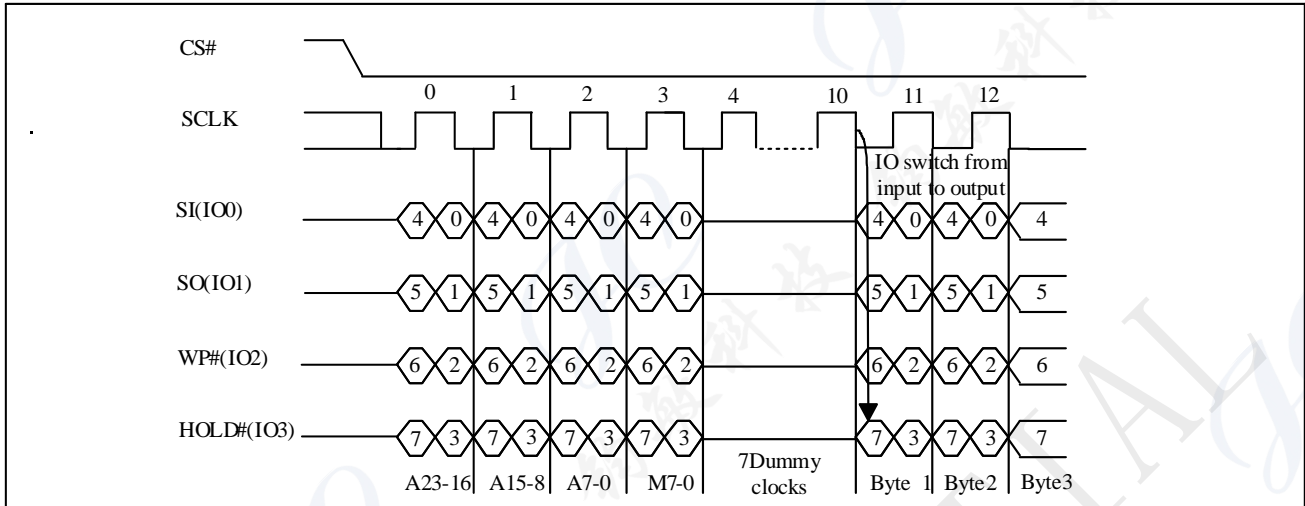 CS#
0 1 2 3 4 10 11 12
SCLK
IO switch from
input to output
SI(IO0) 4 0 4 0 4 0 4 0 4 0 4 0 4
SO(IO1) 5 1 5 1 5 1 5 1 5 1 5 1 5
WP#(IO2) 6 2 6 2 6 2 6 2 6 2 6 2 6
HOLD#(IO3) 7 3 7 3 7 3 7 3 7 3 7 3 7
A23-16 A15-8 A7-0 M7-0 7Dummy Byte 1 Byte2 Byte3
clocks